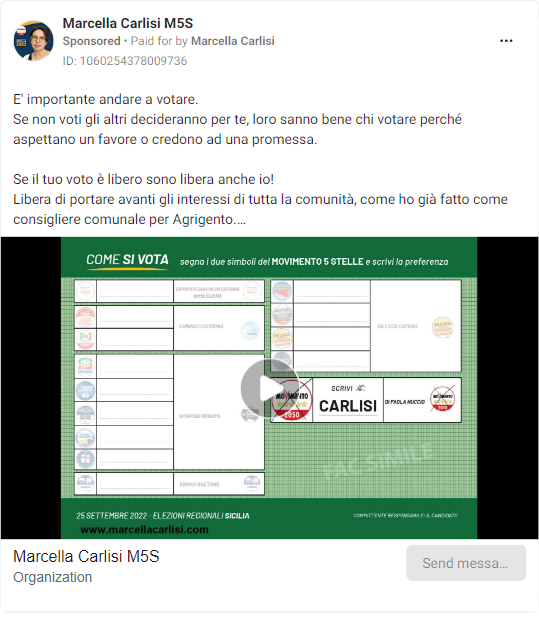 Marcella Carlisi M5S
Sponsored • Paid for by Marcella Carlisi
ID: 1060254378009736
E' importante andare a votare.
Se non voti gli altri decideranno per te, loro sanno bene chi votare perché
aspettano un favore o credono ad una promessa.
Se il tuo voto è libero sono libera anche io!
Libera di portare avanti gli interessi di tutta la comunità, come ho già fatto come
consigliere comunale per Agrigento....
COME SI VOTA segna i due simboli del MOVIMENTO 5 STELLE e scrivi la preferenza
DE LUCA CATENO
ARMAO GAETANO
SCRIVI
CARLISI
DI PAOLA NUCCIO
MOVIMENTO
2050
FAC SIMILE
25 SETTEMBRE 2022 - ELEZIONI REGIONALI SICILIA
COMMITTENTE RESPONSABILE: IL CANDIDATO
www.marcellacarlisi.com
Marcella Carlisi M5S
Organization
Send messa...